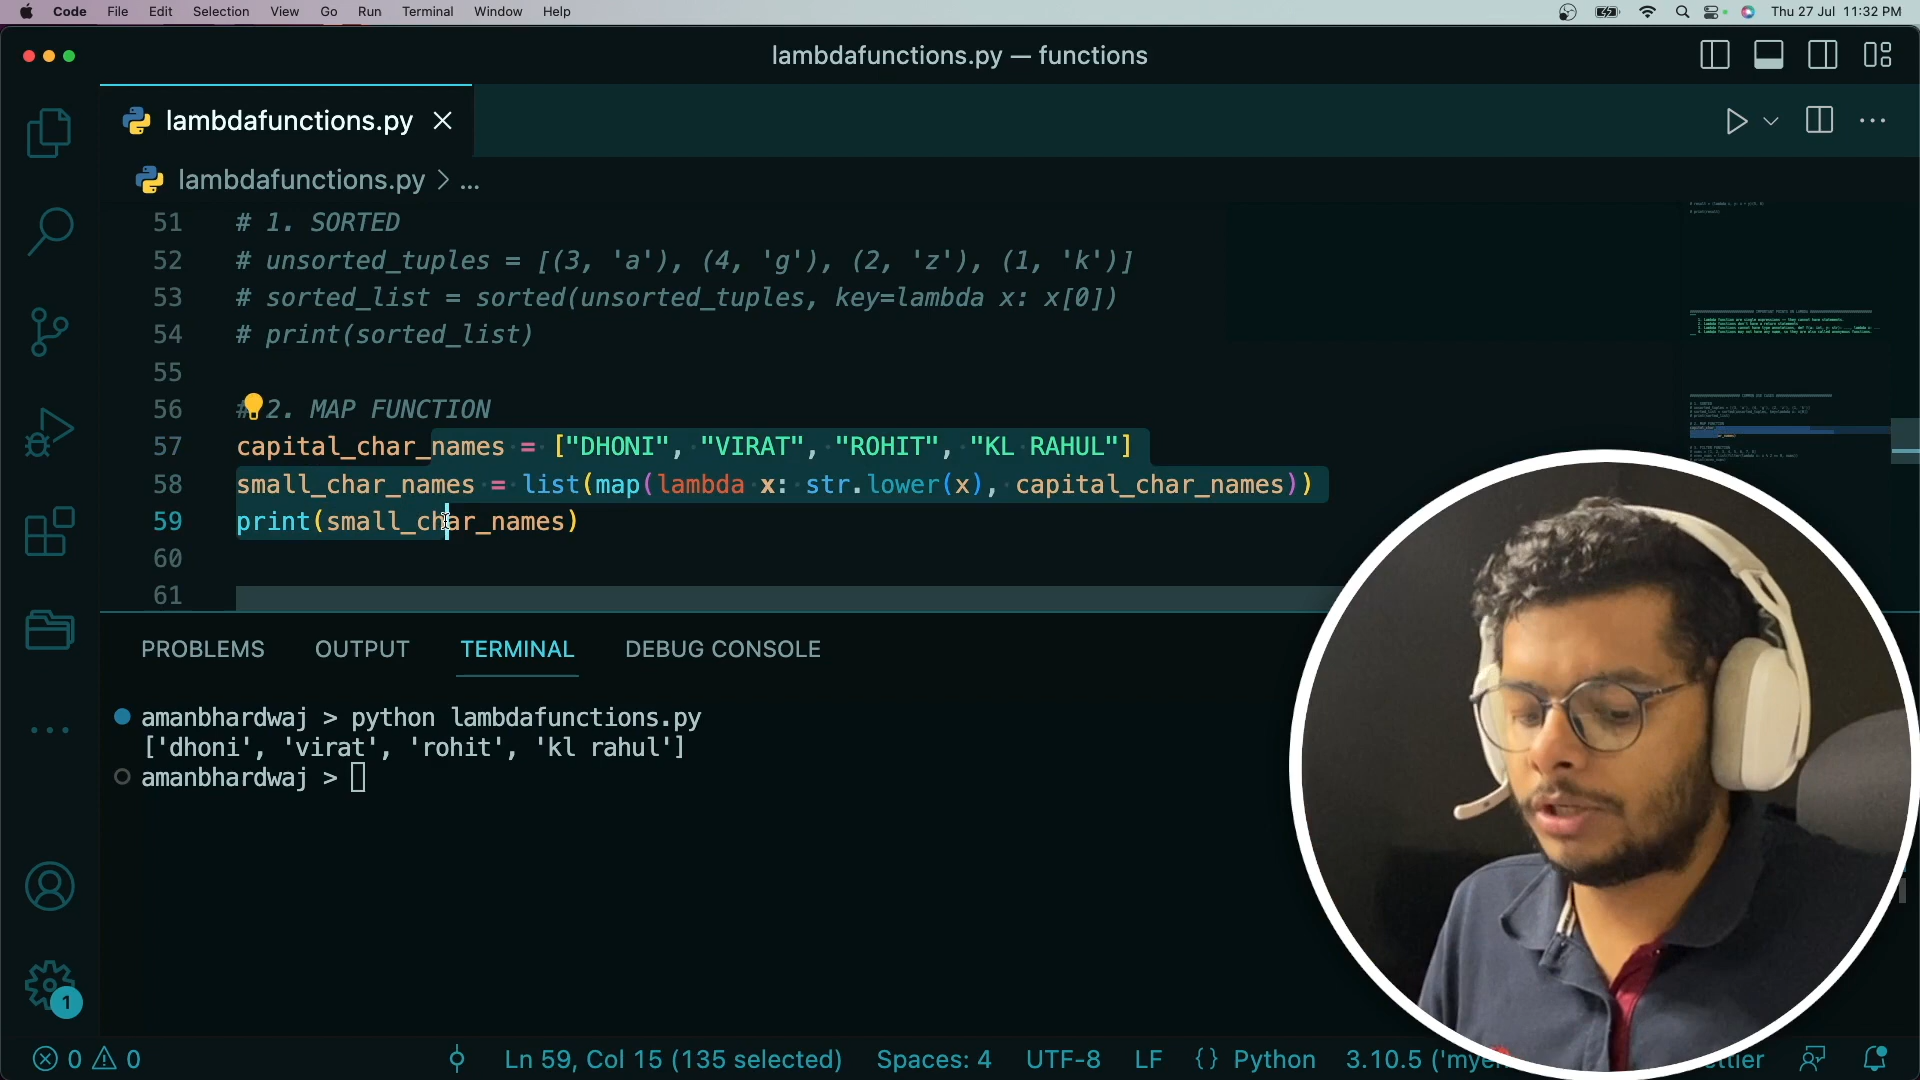 Code File Edit Selection View Go Run Terminal Window Help Thu 27 Jul 11:32 PM
lambdafunctions.py — functions
lambdafunctions.py
lambdafunctions.py > ...
51 # 1. SORTED
52 # unsorted_tuples = [(3, 'a'), (4, 'g'), (2, 'z'), (1, 'k')]
53 # sorted_list = sorted(unsorted_tuples, key=lambda x: x[0])
54 # print(sorted_list)
55
56 # 2. MAP FUNCTION
57 capital_char_names = ["DHONI", "VIRAT", "ROHIT", "KL RAHUL"]
58 small_char_names = list(map(lambda x: str.lower(x), capital_char_names))
59 print(small_char_names)
60
61
PROBLEMS OUTPUT TERMINAL DEBUG CONSOLE
amanbhardwaj > python lambdafunctions.py
['dhoni', 'virat', 'rohit', 'kl rahul']
amanbhardwaj >
1
0 0 Ln 59, Col 15 (135 selected) Spaces: 4 UTF-8 LF {} Python 3.10.5